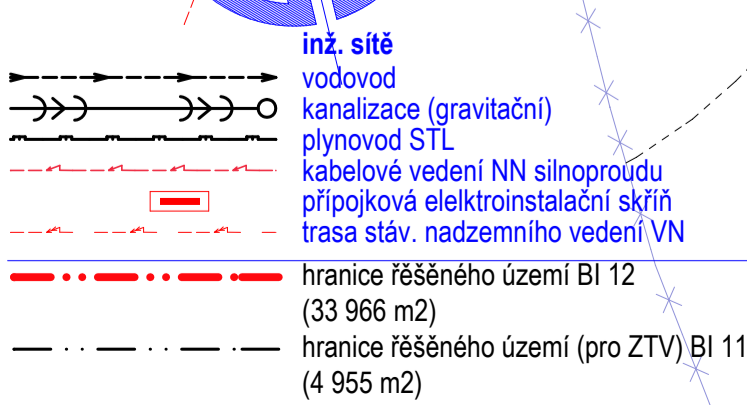 inž. sítě
vodovod
kanalizace (gravitační)
plynovod STL
kabelové vedení NN silnoproudu
přípojková elelktroinstalační skříň
trasa stáv. nadzemního vedení VN
hranice řěšěného území BI 12
(33 966 m2)
hranice řěšěného území (pro ZTV) BI 11
(4 955 m2)